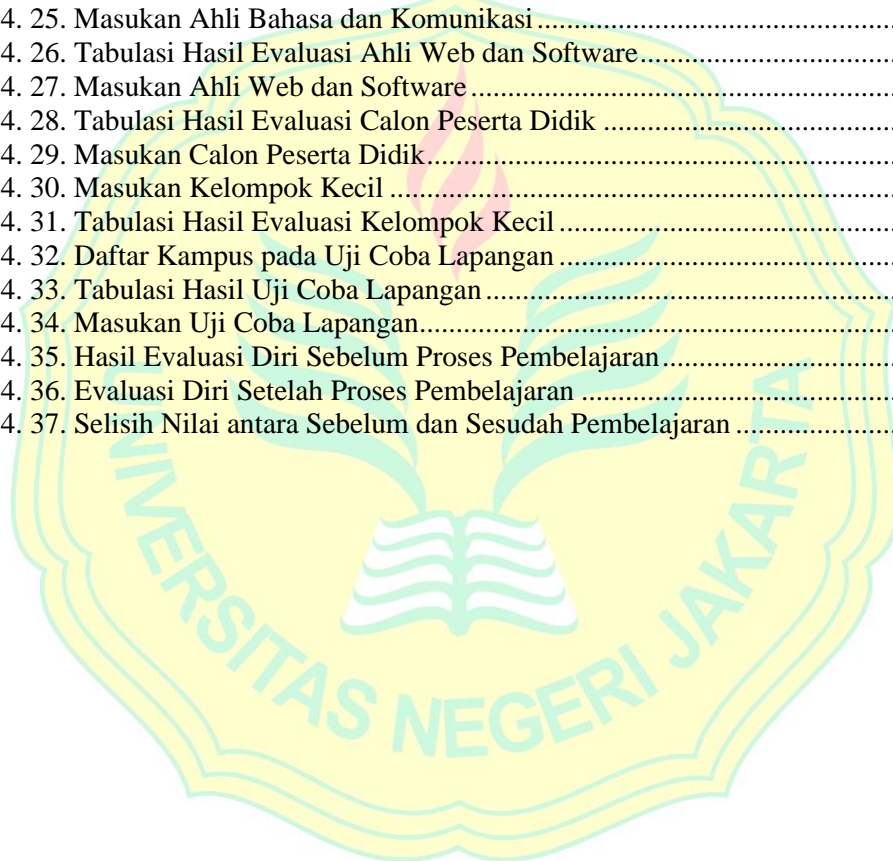 4. 25. Masukan Ahli Bahasa dan Komunikasi........................................................
4. 26. Tabulasi Hasil Evaluasi Ahli Web dan Software........................................
4. 27. Masukan Ahli Web dan Software.................................................................
4. 28. Tabulasi Hasil Evaluasi Calon Peserta Didik ..............................................
4. 29. Masukan Calon Peserta Didik.......................................................................
4. 30. Masukan Kelompok Kecil .............................................................................
4. 31. Tabulasi Hasil Evaluasi Kelompok Kecil .....................................................
4. 32. Daftar Kampus pada Uji Coba Lapangan .....................................................
4. 33. Tabulasi Hasil Uji Coba Lapangan ...............................................................
4. 34. Masukan Uji Coba Lapangan.........................................................................
4. 35. Hasil Evaluasi Diri Sebelum Proses Pembelajaran.....................................
4. 36. Evaluasi Diri Setelah Proses Pembelajaran .................................................
4. 37. Selisih Nilai antara Sebelum dan Sesudah Pembelajaran ..........................
UNIVERSITAS NEGERI JAKARTA